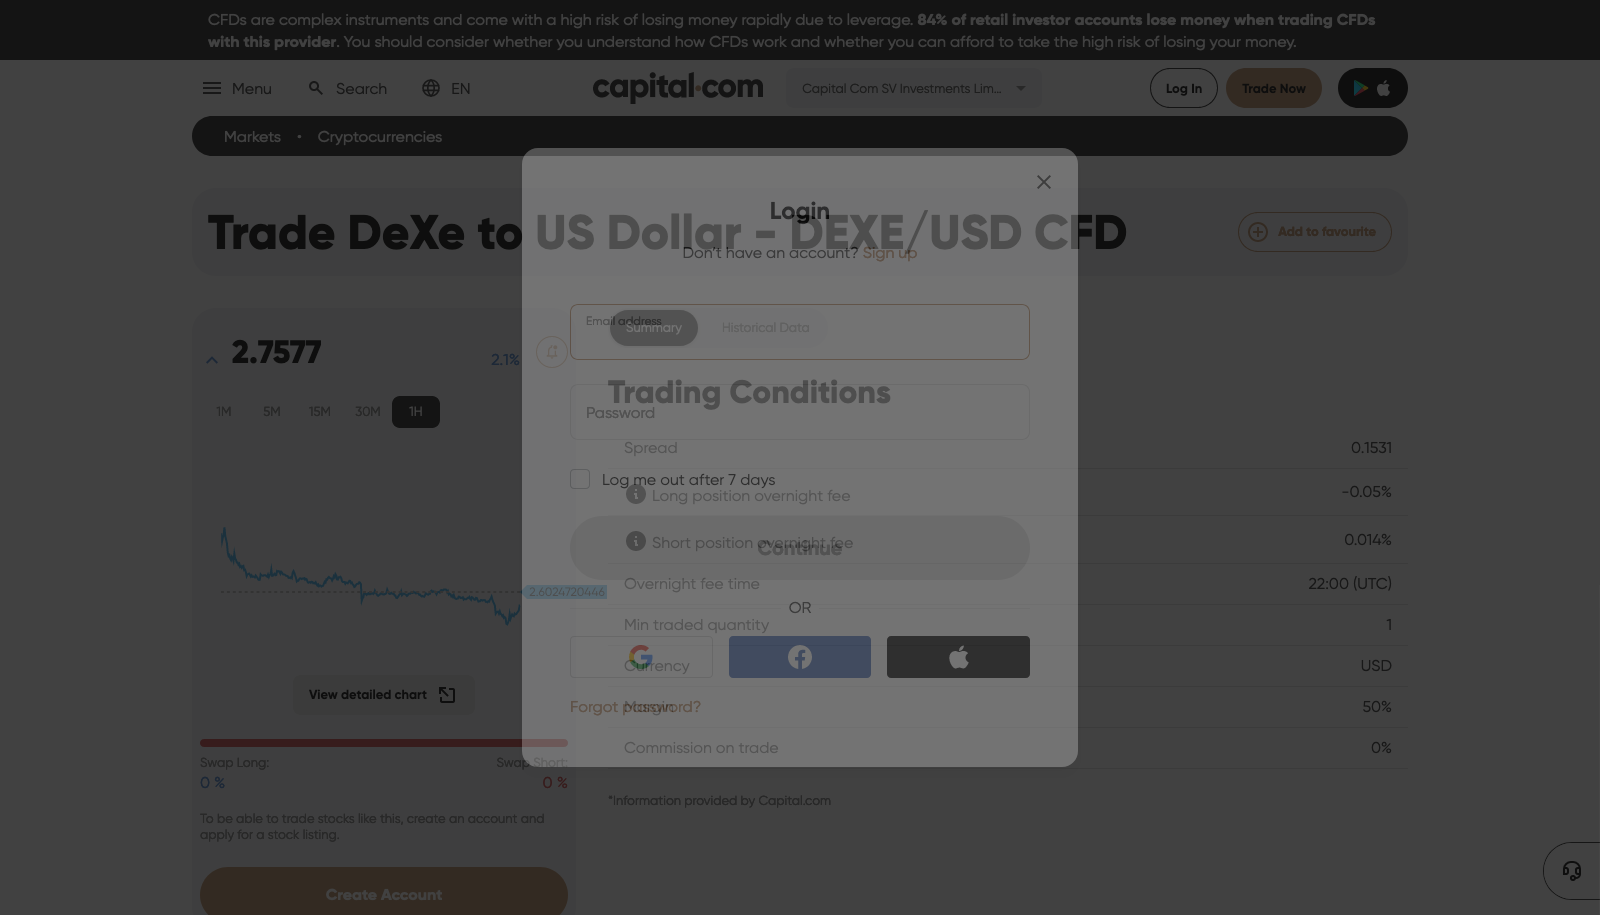 CFDs are complex instruments and come with a high risk of losing money rapidly due to leverage. 84% of retail investor accounts lose money when trading CFDs
with this provider. You should consider whether you understand how CFDs work and whether you can afford to take the high risk of losing your money.
Menu
Search
EN
capital.com
Capital Com SV Investments Lim...
Log In
Trade Now
Markets • Cryptocurrencies
Trade DeXe to US Dollar - DEXE/USD CFD
Add to favourite
Login
Don't have an account? Sign up
Email address
Password
Log me out after 7 days
Continue
OR
Forgot password?
2.7577
2.1%
1M
5M
15M
30M
1H
2.6024720446
View detailed chart
Swap Long:
Swap Short:
0 %
0 %
To be able to trade stocks like this, create an account and
apply for a stock listing.
Create Account
Summary
Historical Data
Trading Conditions
Spread 0.1531
Long position overnight fee -0.05%
Short position overnight fee 0.014%
Overnight fee time 22:00 (UTC)
Min traded quantity 1
Currency USD
Margin 50%
Commission on trade 0%
*Information provided by Capital.com